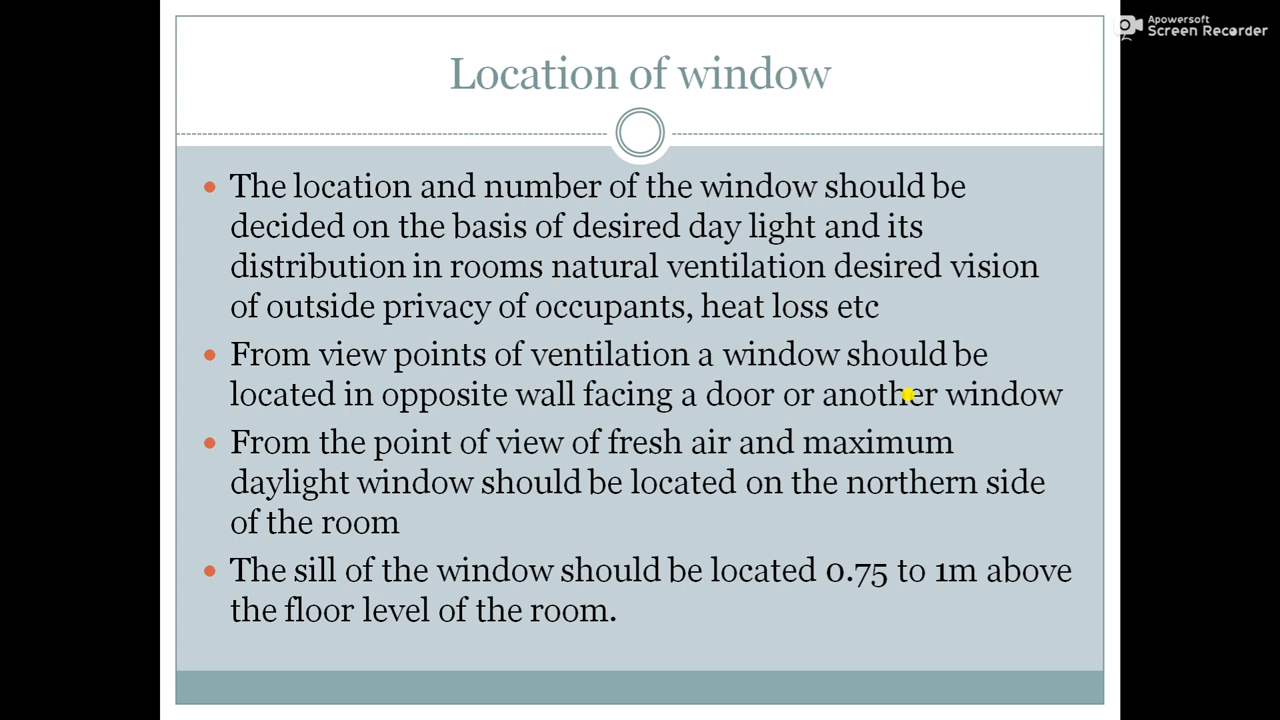 Apowersoft
Screen Recorder
Location of window
The location and number of the window should be
decided on the basis of desired day light and its
distribution in rooms natural ventilation desired vision
of outside privacy of occupants, heat loss etc
From view points of ventilation a window should be
located in opposite wall facing a door or another window
From the point of view of fresh air and maximum
daylight window should be located on the northern side
of the room
The sill of the window should be located 0.75 to 1m above
the floor level of the room.